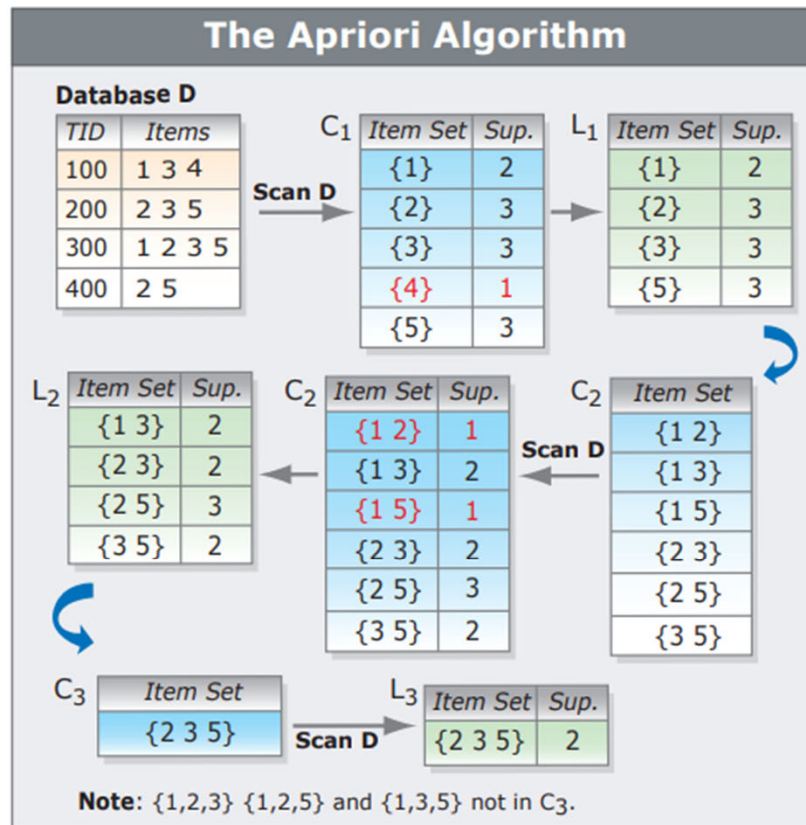 The Apriori Algorithm
Database D
TID Items
100 1 3 4
200 2 3 5
300 1 2 3 5
400 2 5
Scan D
C1 Item Set Sup.
{1} 2
{2} 3
{3} 3
{4} 1
{5} 3
L1 Item Set Sup.
{1} 2
{2} 3
{3} 3
{5} 3
L2 Item Set Sup.
{1 3} 2
{2 3} 2
{2 5} 3
{3 5} 2
C2 Item Set Sup.
{1 2} 1
{1 3} 2
{1 5} 1
{2 3} 2
{2 5} 3
{3 5} 2
Scan D
C2 Item Set
{1 2}
{1 3}
{1 5}
{2 3}
{2 5}
{3 5}
C3 Item Set
{2 3 5}
Scan D
L3 Item Set Sup.
{2 3 5} 2
Note: {1,2,3} {1,2,5} and {1,3,5} not in C3.